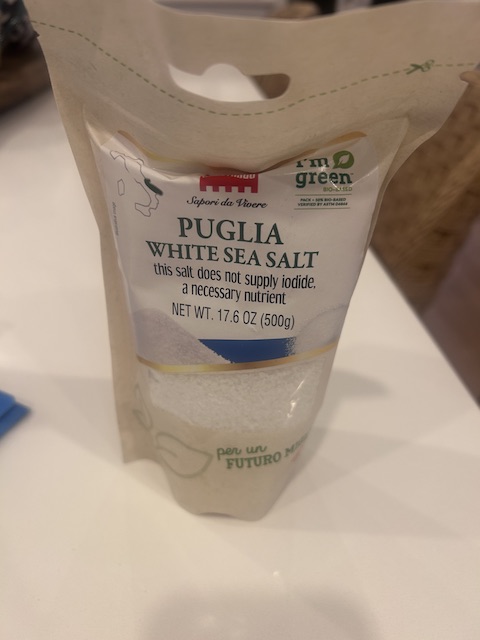 I'm
green
Sapori da Vivere
PUGLIA
WHITE SEA SALT
this salt does not supply iodide,
a necessary nutrient
NET WT. 17.6 OZ (500g)
per un
FUTURO